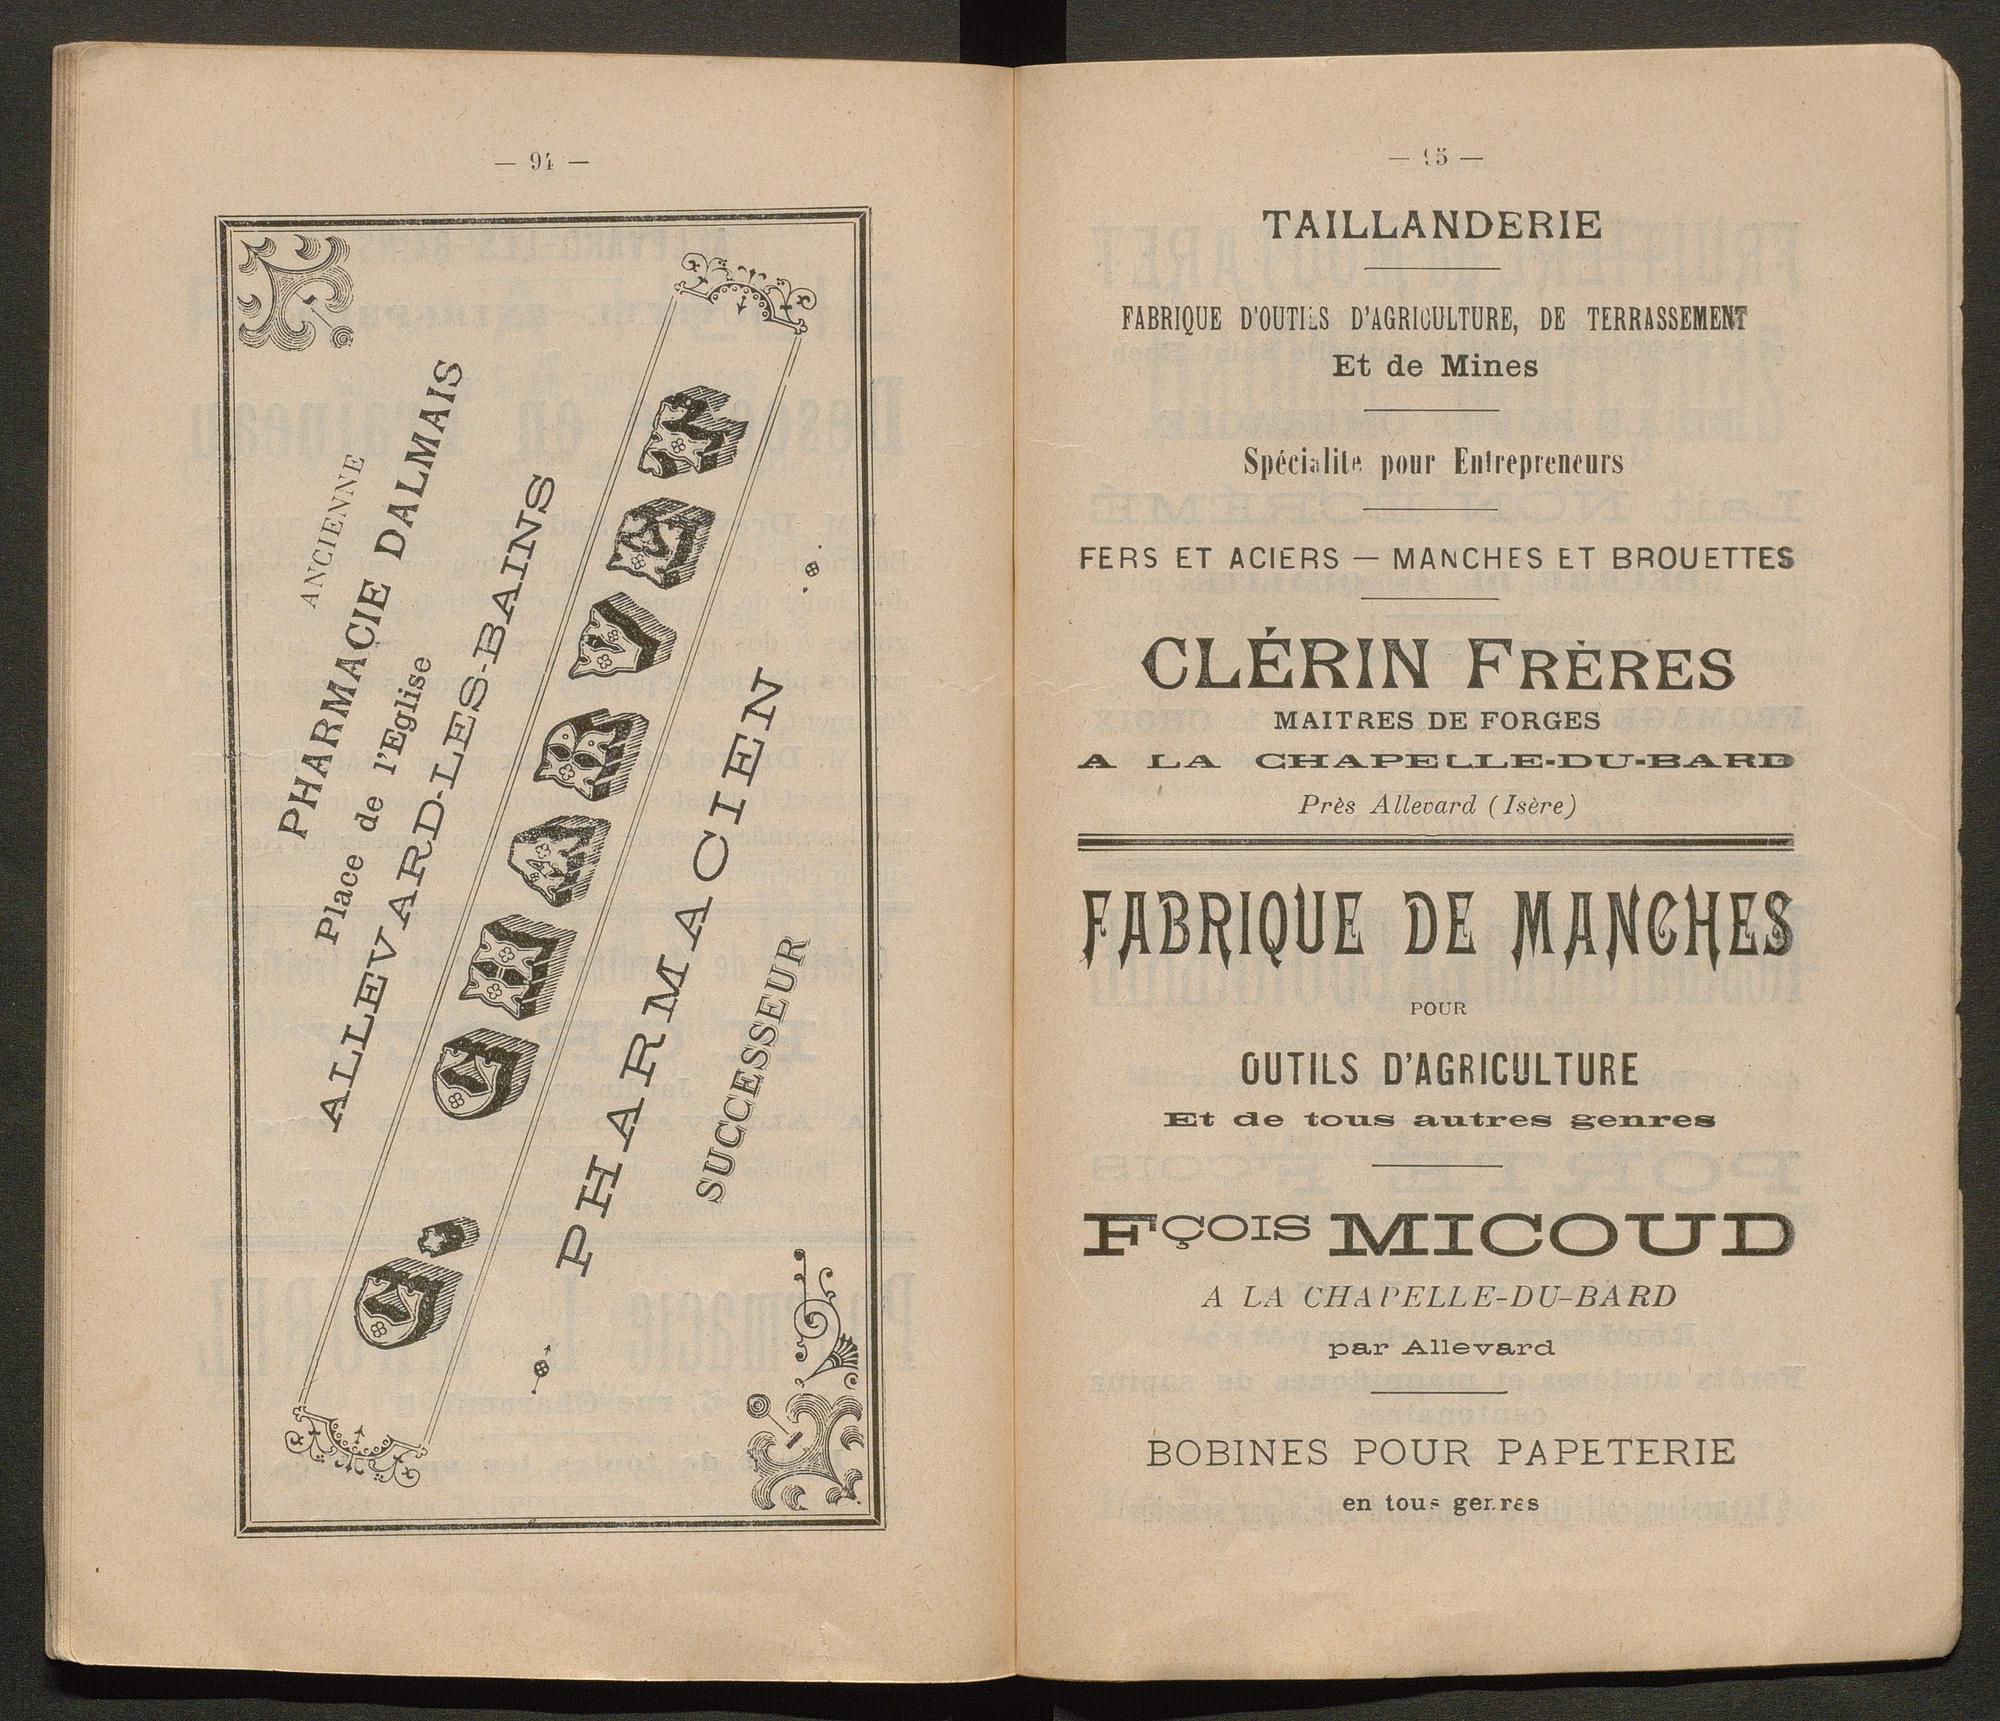 — 94 —
ANCIENNE
PHARMACIE DALMAIS
Place de l'Eglise
ALLEVARD-LES-BAINS
C. CHARVET
PHARMACIEN
SUCCESSEUR
— 95 —
TAILLANDERIE
FABRIQUE D'OUTILS D'AGRICULTURE, DE TERRASSEMENT
Et de Mines
Spécialité pour Entrepreneurs
FERS ET ACIERS — MANCHES ET BROUETTES
CLÉRIN FRÈRES
MAITRES DE FORGES
A LA CHAPELLE-DU-BARD
Près Allevard (Isère)
FABRIQUE DE MANCHES
POUR
OUTILS D'AGRICULTURE
Et de tous autres genres
FÇOIS MICOUD
A LA CHAPELLE-DU-BARD
par Allevard
BOBINES POUR PAPETERIE
en tous genres